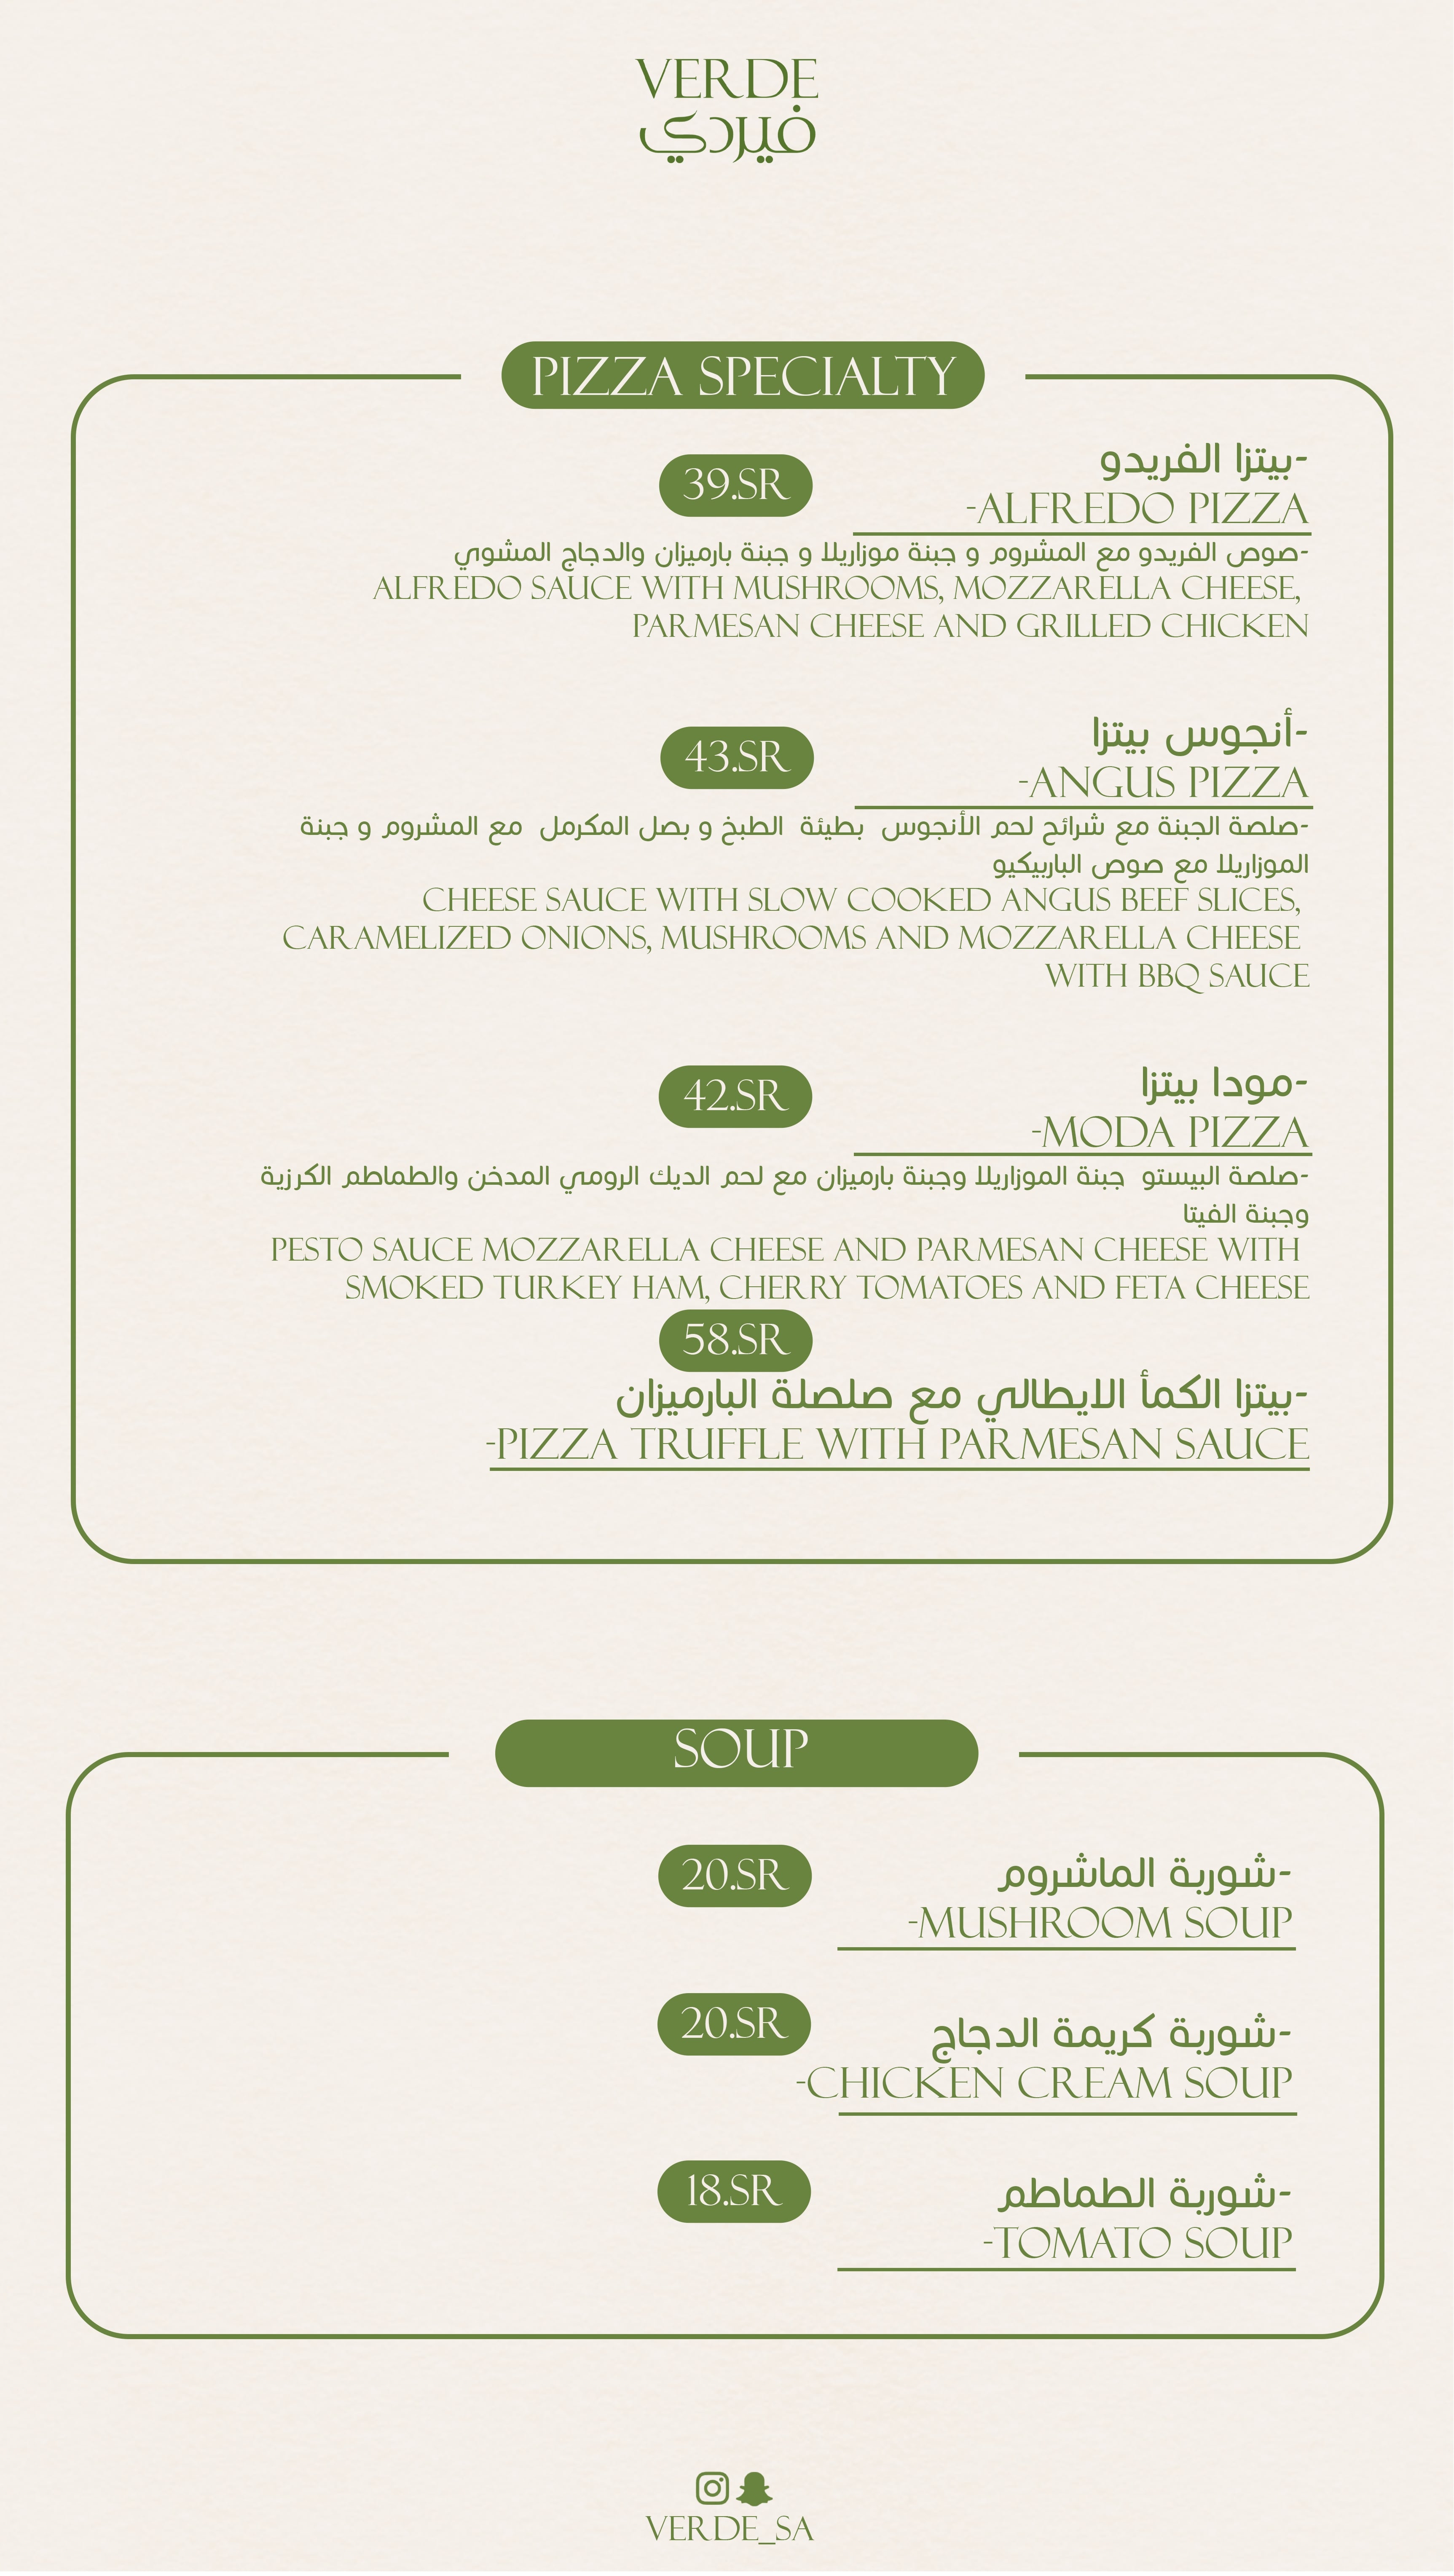 VERDE
فيردي
PIZZA SPECIALTY
-بيتزا الفريدو
39.SR
-ALFREDO PIZZA
-صوص الفريدو مع المشروم و جبنة موزاريلا و جبنة بارميزان والدجاج المشوي
ALFREDO SAUCE WITH MUSHROOMS, MOZZARELLA CHEESE,
PARMESAN CHEESE AND GRILLED CHICKEN
-أنجوس بيتزا
43.SR
-ANGUS PIZZA
-صلصة الجبنة مع شرائح لحم الأنجوس بطيئة الطبخ و بصل المكرمل مع المشروم و جبنة
الموزاريلا مع صوص الباربيكيو
CHEESE SAUCE WITH SLOW COOKED ANGUS BEEF SLICES,
CARAMELIZED ONIONS, MUSHROOMS AND MOZZARELLA CHEESE
WITH BBQ SAUCE
-مودا بيتزا
42.SR
-MODA PIZZA
-صلصة البيستو جبنة الموزاريلا وجبنة بارميزان مع لحم الديك الرومي المدخن والطماطم الكرزية
وجبنة الفيتا
PESTO SAUCE MOZZARELLA CHEESE AND PARMESAN CHEESE WITH
SMOKED TURKEY HAM, CHERRY TOMATOES AND FETA CHEESE
58.SR
-بيتزا الكمأ الايطالي مع صلصلة البارميزان
-PIZZA TRUFFLE WITH PARMESAN SAUCE
SOUP
-شوربة الماشروم
20.SR
-MUSHROOM SOUP
-شوربة كريمة الدجاج
20.SR
-CHICKEN CREAM SOUP
-شوربة الطماطم
18.SR
-TOMATO SOUP
VERDE_SA